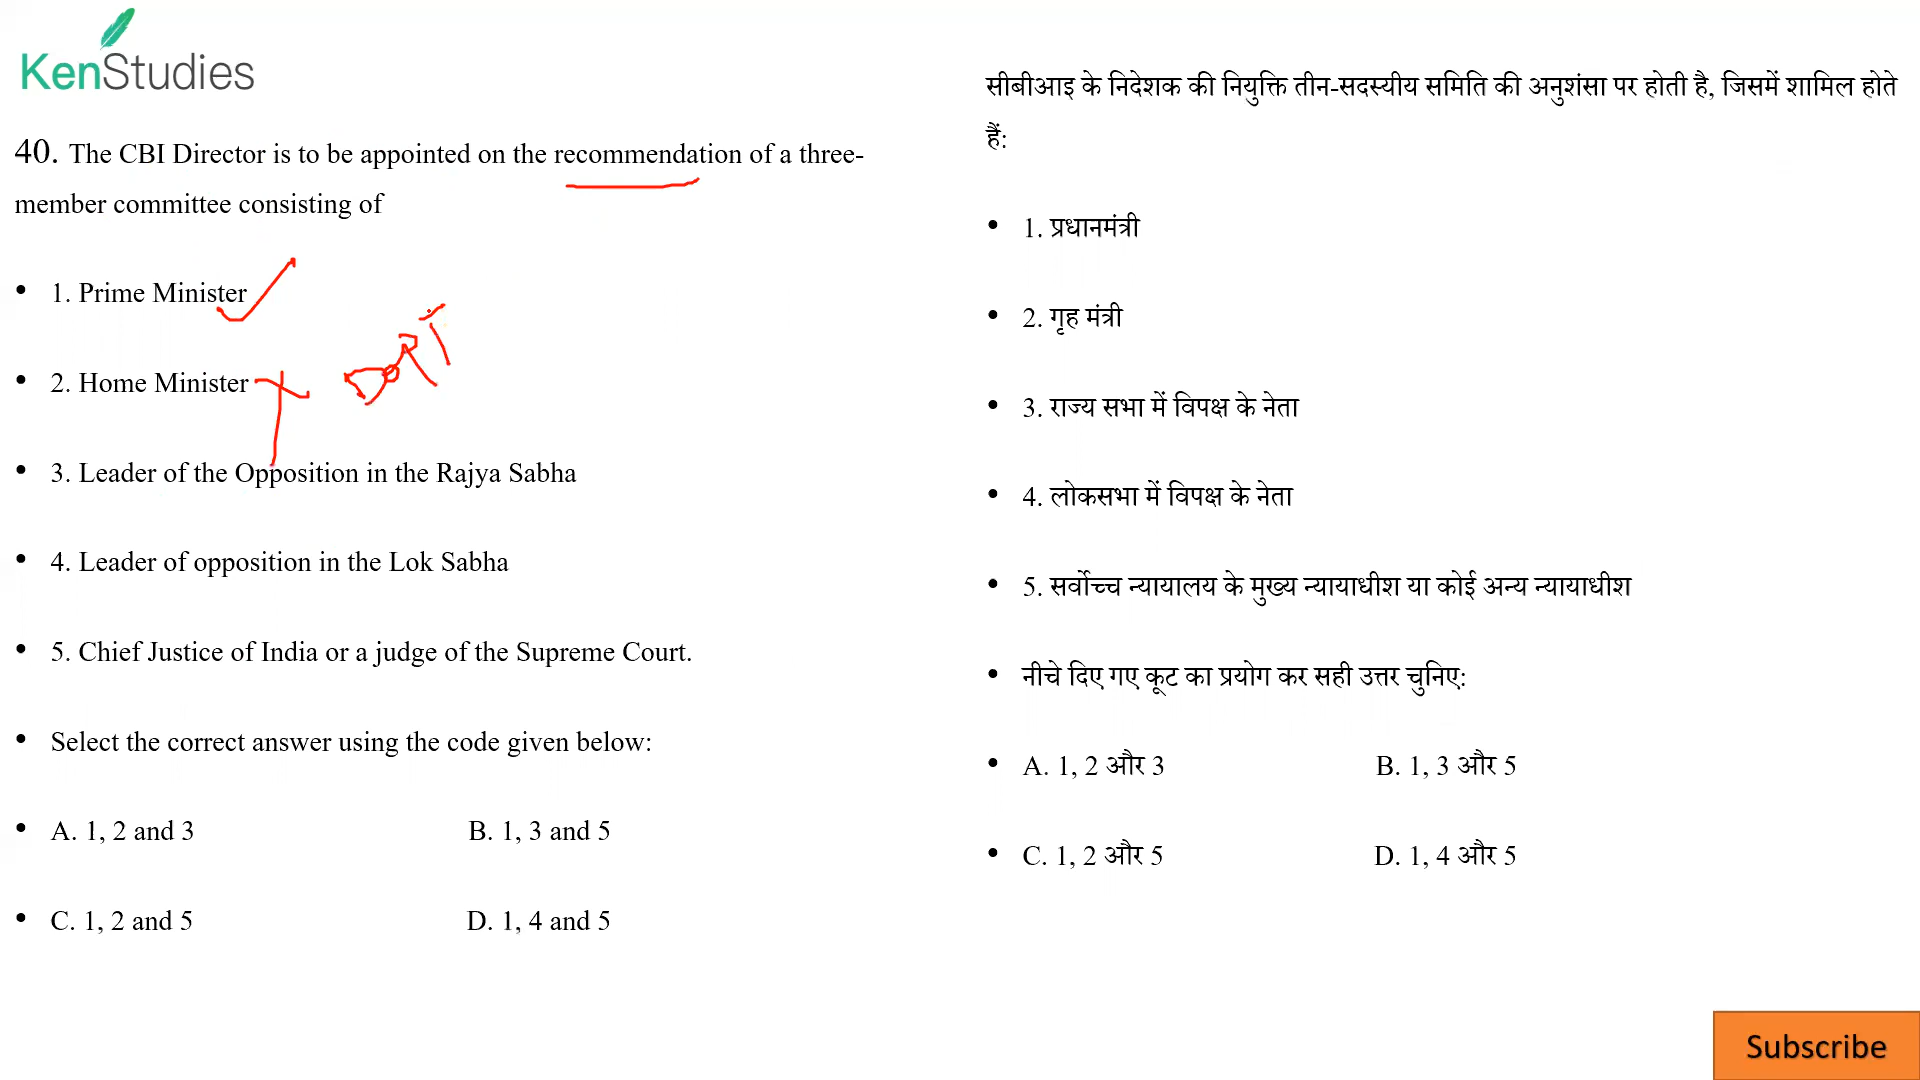 KenStudies
40. The CBI Director is to be appointed on the recommendation of a three-
member committee consisting of
• 1. Prime Minister
• 2. Home Minister
• 3. Leader of the Opposition in the Rajya Sabha
• 4. Leader of opposition in the Lok Sabha
• 5. Chief Justice of India or a judge of the Supreme Court.
• Select the correct answer using the code given below:
• A. 1, 2 and 3 B. 1, 3 and 5
• C. 1, 2 and 5 D. 1, 4 and 5
सीबीआइ के निदेशक की नियुक्ति तीन-सदस्यीय समिति की अनुशंसा पर होती है, जिसमें शामिल होते
हैं:
• 1. प्रधानमंत्री
• 2. गृह मंत्री
• 3. राज्य सभा में विपक्ष के नेता
• 4. लोकसभा में विपक्ष के नेता
• 5. सर्वोच्च न्यायालय के मुख्य न्यायाधीश या कोई अन्य न्यायाधीश
• नीचे दिए गए कूट का प्रयोग कर सही उत्तर चुनिए:
• A. 1, 2 और 3 B. 1, 3 और 5
• C. 1, 2 और 5 D. 1, 4 और 5
Subscribe